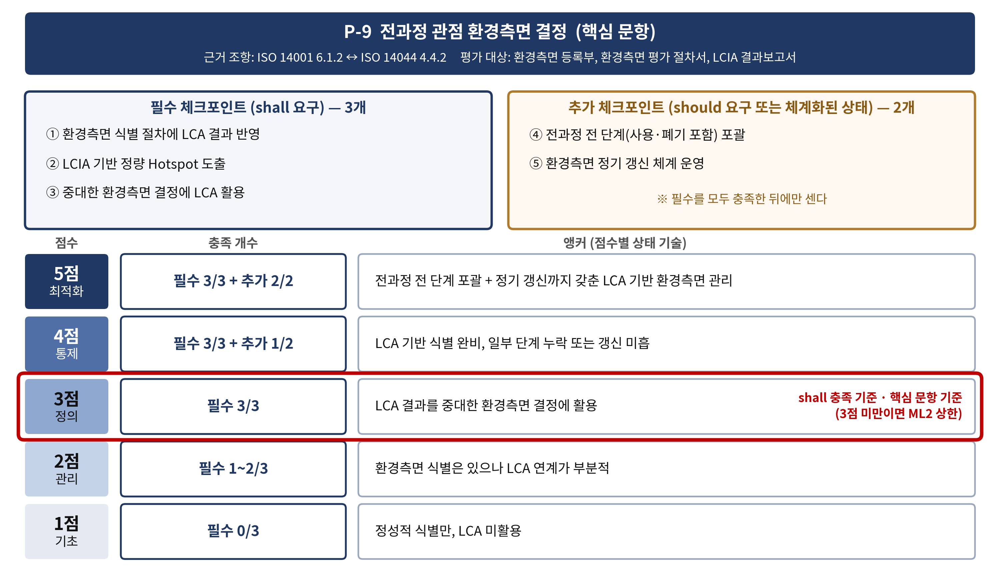 P-9 전과정 관점 환경측면 결정 (핵심 문항)
근거 조항: ISO 14001 6.1.2 ↔ ISO 14044 4.4.2 평가 대상: 환경측면 등록부, 환경측면 평가 절차서, LCIA 결과보고서
필수 체크포인트 (shall 요구) — 3개
① 환경측면 식별 절차에 LCA 결과 반영
② LCIA 기반 정량 Hotspot 도출
③ 중대한 환경측면 결정에 LCA 활용
추가 체크포인트 (should 요구 또는 체계화된 상태) — 2개
④ 전과정 전 단계(사용·폐기 포함) 포괄
⑤ 환경측면 정기 갱신 체계 운영
※ 필수를 모두 충족한 뒤에만 센다
점수 충족 개수 앵커 (점수별 상태 기술)
5점
최적화
필수 3/3 + 추가 2/2
전과정 전 단계 포괄 + 정기 갱신까지 갖춘 LCA 기반 환경측면 관리
4점
통제
필수 3/3 + 추가 1/2
LCA 기반 식별 완비, 일부 단계 누락 또는 갱신 미흡
3점
정의
필수 3/3
LCA 결과를 중대한 환경측면 결정에 활용
shall 충족 기준 · 핵심 문항 기준
(3점 미만이면 ML2 상한)
2점
관리
필수 1~2/3
환경측면 식별은 있으나 LCA 연계가 부분적
1점
기초
필수 0/3
정성적 식별만, LCA 미활용